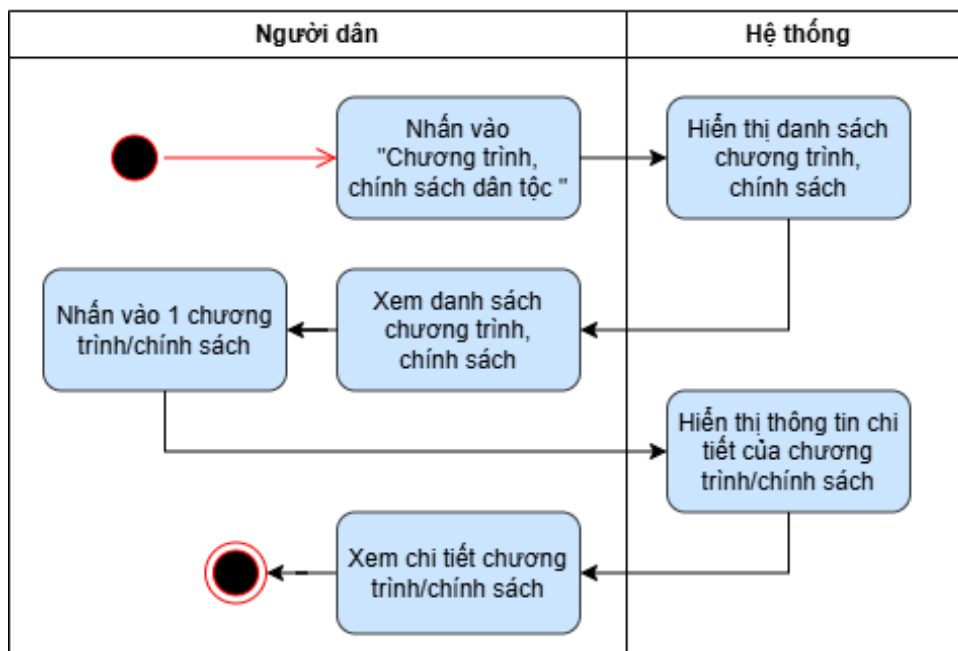 Người dân
Hệ thống
Nhấn vào
"Chương trình,
chính sách dân tộc "
Hiển thị danh sách
chương trình,
chính sách
Nhấn vào 1 chương
trình/chính sách
Xem danh sách
chương trình,
chính sách
Hiển thị thông tin chi
tiết của chương
trình/chính sách
Xem chi tiết chương
trình/chính sách